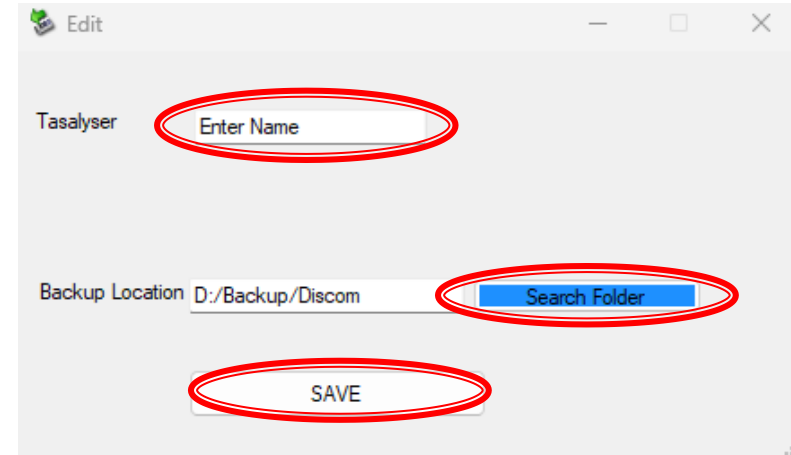 Edit
Tasalyser Enter Name
Backup Location D:/Backup/Discom Search Folder
SAVE